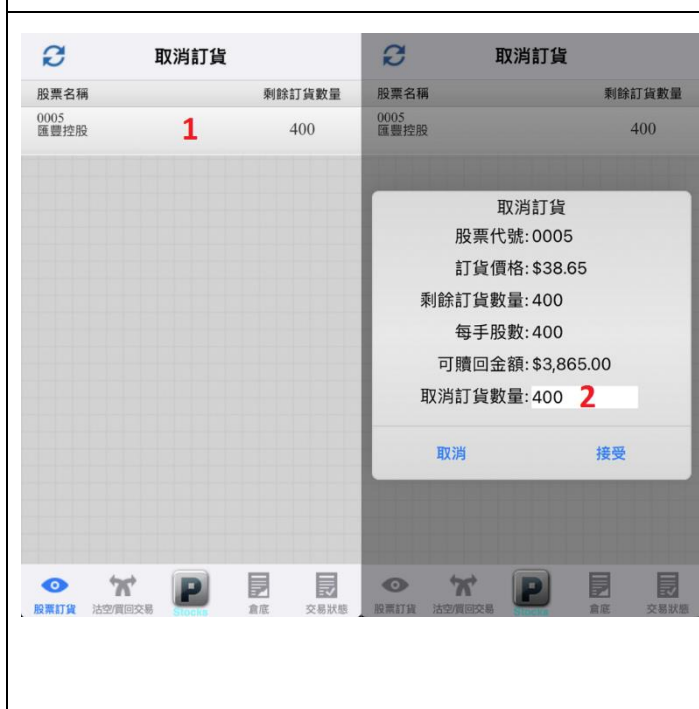 取消訂貨
股票名稱 剩餘訂貨數量
0005
匯豐控股 1 400
股票訂貨 沽空/買回交易 P Stocks 倉底 交易狀態
取消訂貨
股票名稱 剩餘訂貨數量
0005
匯豐控股 400
取消訂貨
股票代號:0005
訂貨價格:$38.65
剩餘訂貨數量:400
每手股數:400
可贖回金額:$3,865.00
取消訂貨數量:400 2
取消 接受
股票訂貨 沽空/買回交易 P Stocks 倉底 交易狀態